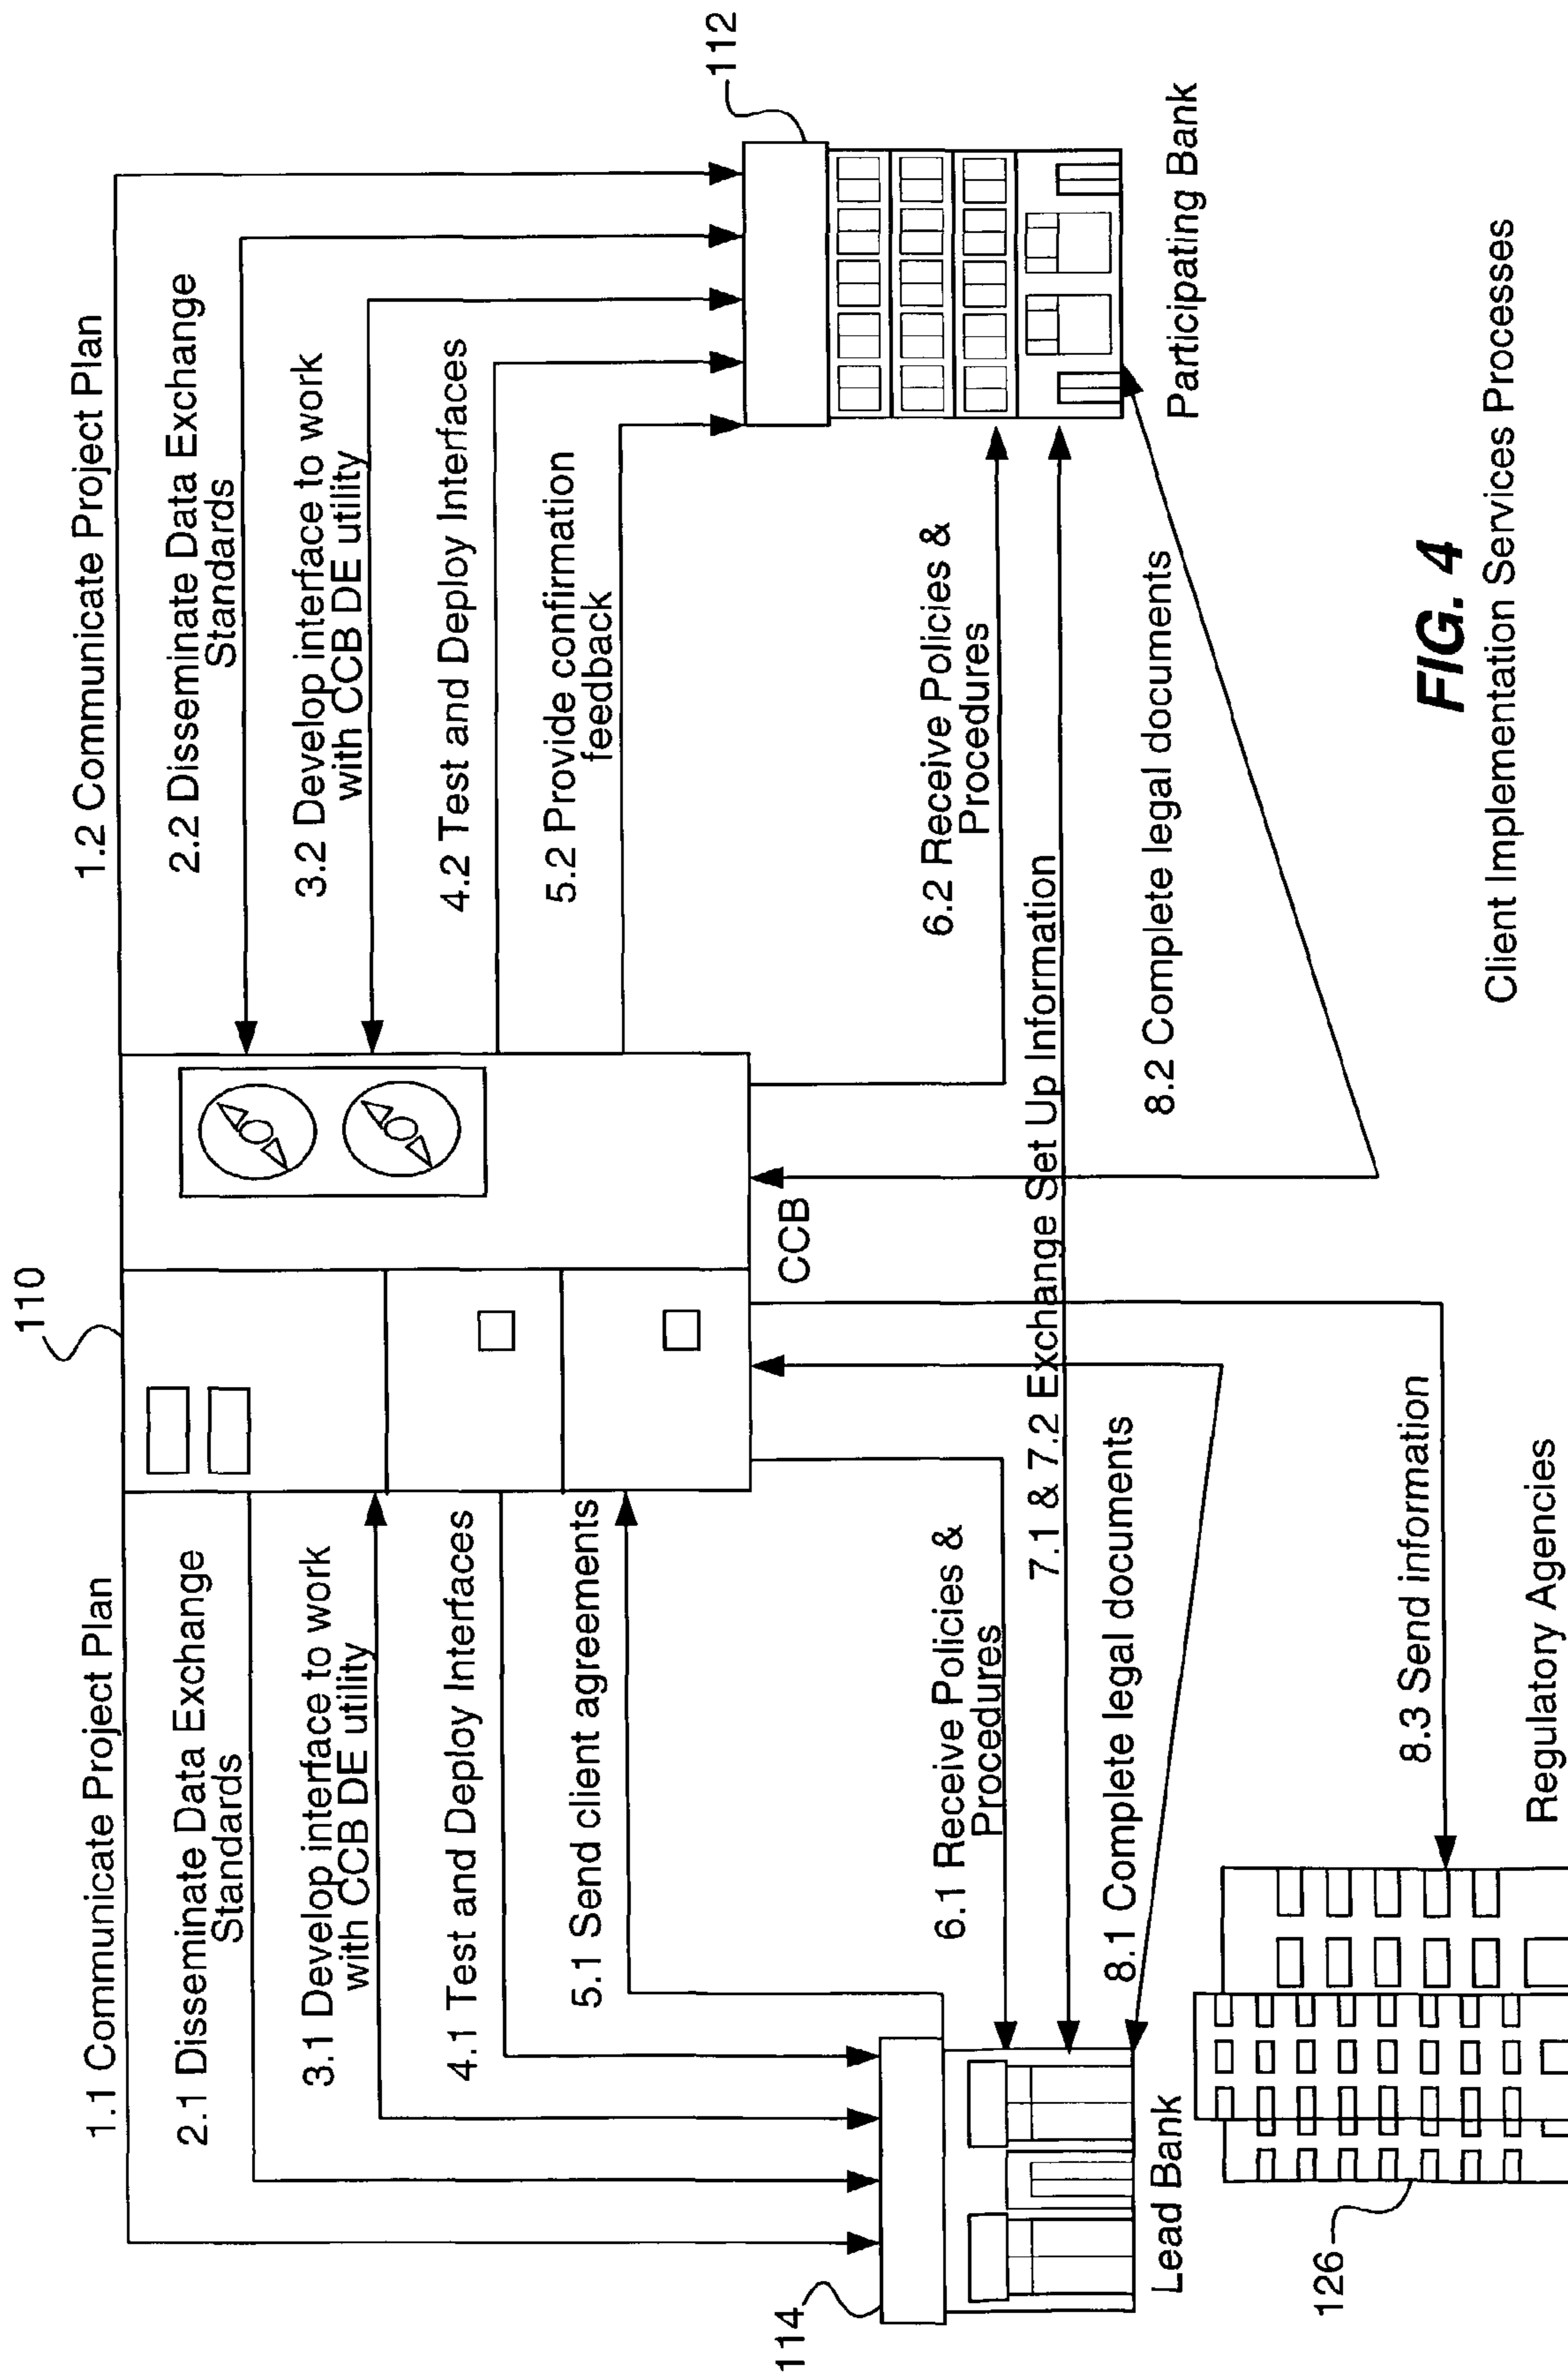 110
1.1 Communicate Project Plan
1.2 Communicate Project Plan
112
2.1 Disseminate Data Exchange
Standards
2.2 Disseminate Data Exchange
Standards
3.1 Develop interface to work
with CCB DE utility
3.2 Develop interface to work
with CCB DE utility
4.1 Test and Deploy Interfaces
4.2 Test and Deploy Interfaces
5.1 Send client agreements
5.2 Provide confirmation
feedback
114
CCB
6.1 Receive Policies &
Procedures
6.2 Receive Policies &
Procedures
7.1 & 7.2 Exchange Set Up Information
8.1 Complete legal documents
8.2 Complete legal documents
Lead Bank
Participating Bank
126
8.3 Send information
Regulatory Agencies
FIG. 4
Client Implementation Services Processes